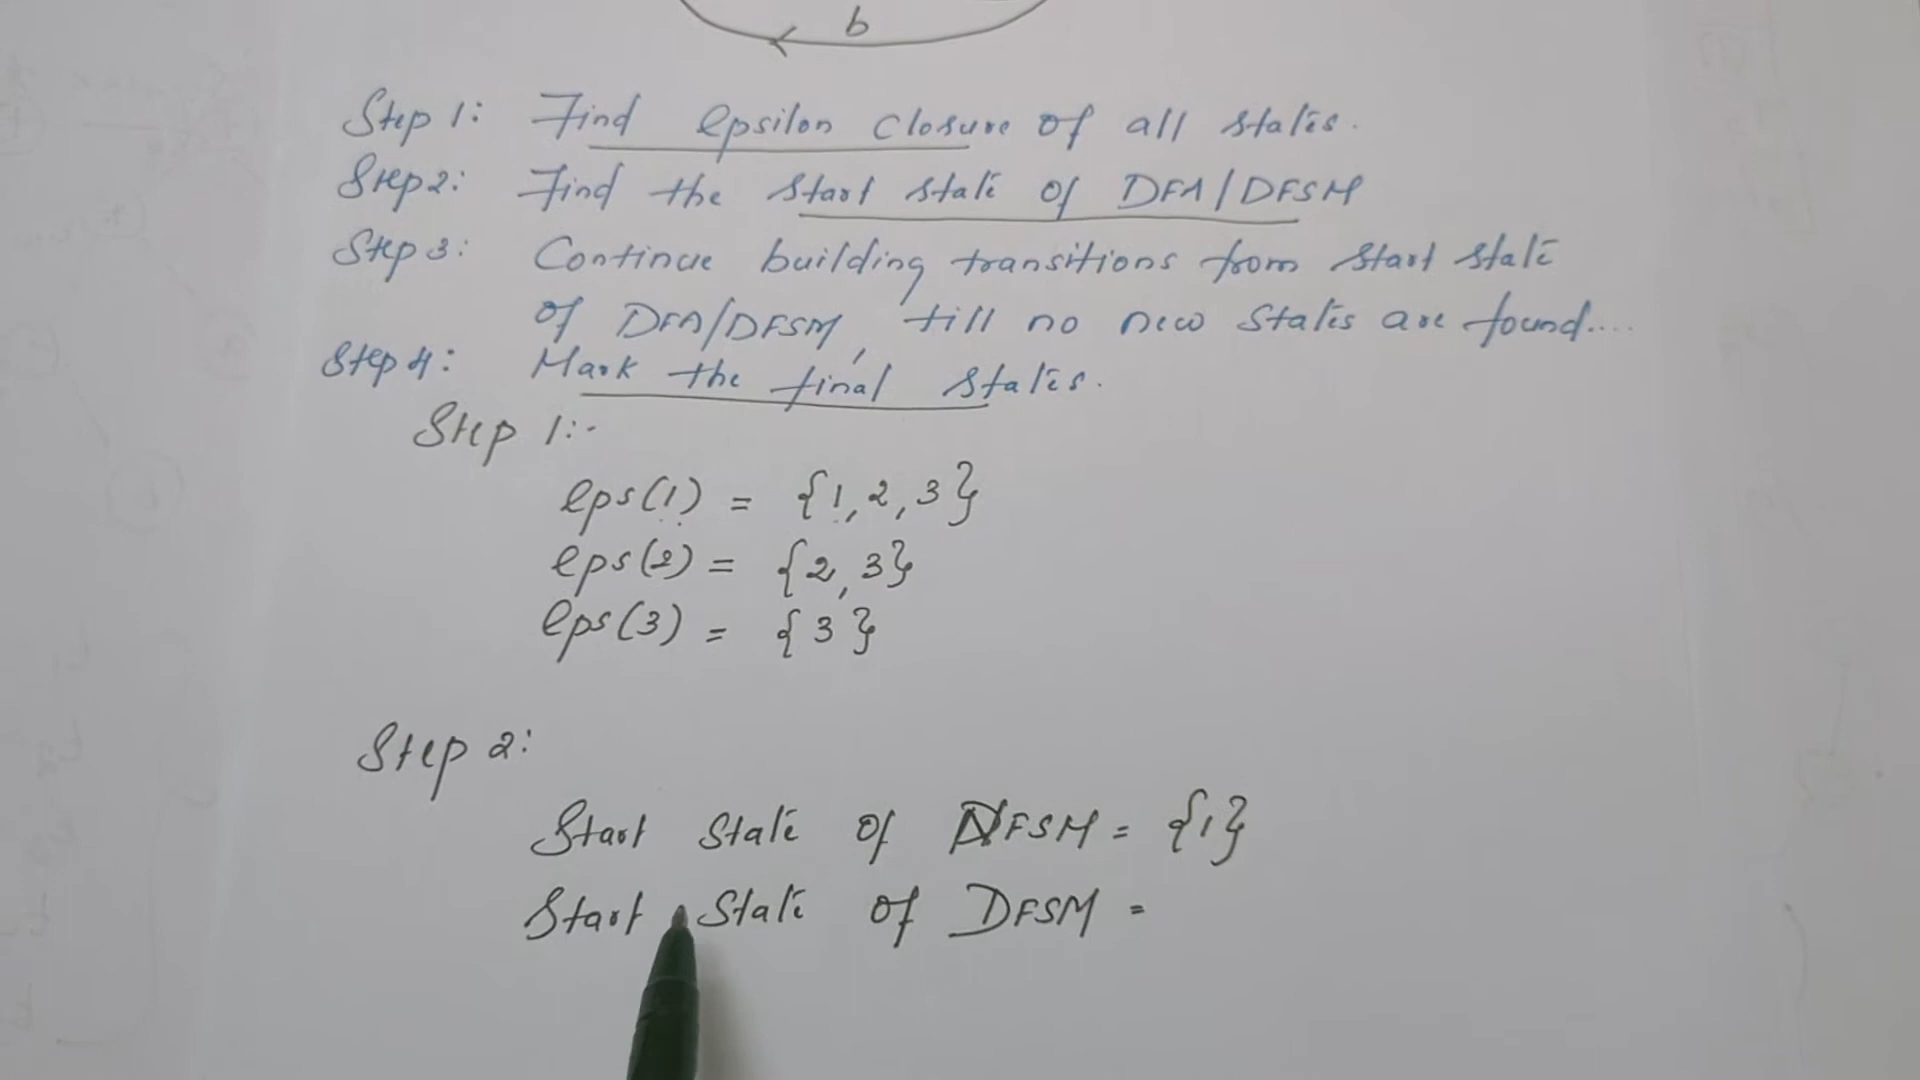 b
Step 1: Find epsilon closure of all states.
Step 2: Find the start state of DFA/DFSM
Step 3: Continue building transitions from start state
of DFA/DFSM, till no new states are found....
Step 4: Mark the final states.
Step 1:-
eps(1) = {1,2,3}
eps(2) = {2,3}
eps(3) = {3}
Step 2:
Start State of NFSM = {1}
Start State of DFSM =